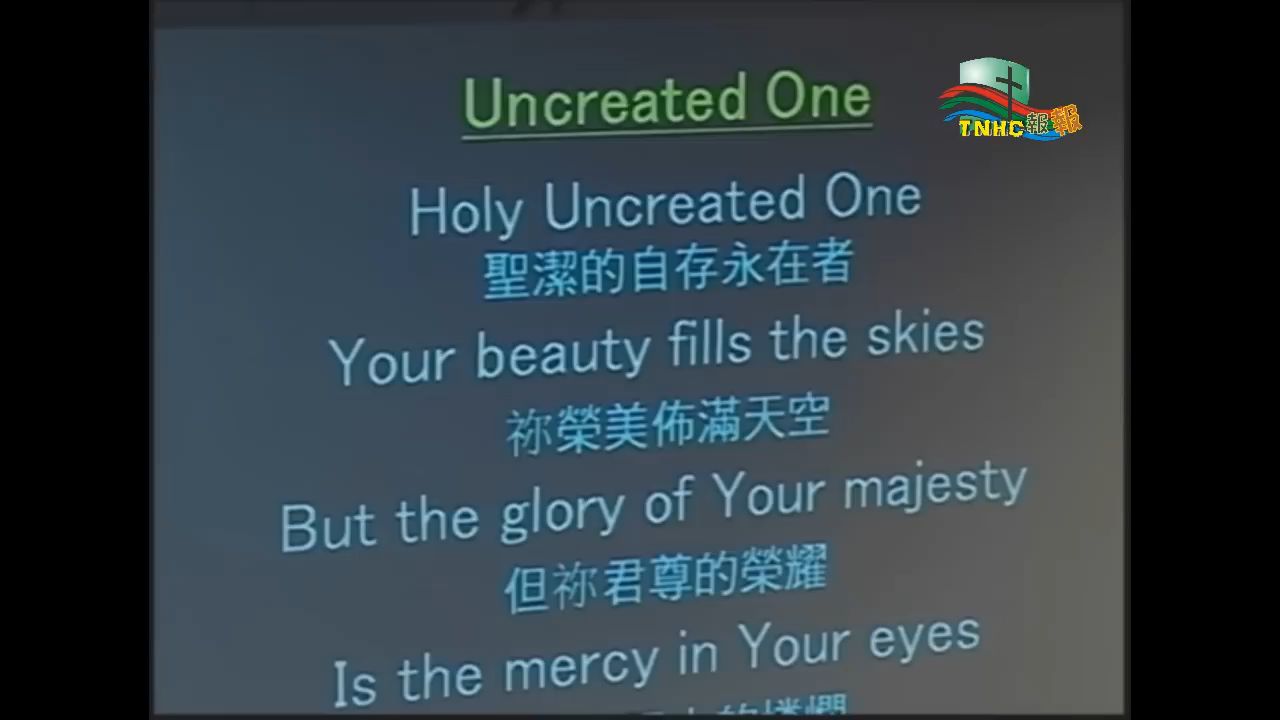 Uncreated One
TNHC報報
Holy Uncreated One
聖潔的自存永在者
Your beauty fills the skies
祢榮美佈滿天空
But the glory of Your majesty
但祢君尊的榮耀
Is the mercy in Your eyes